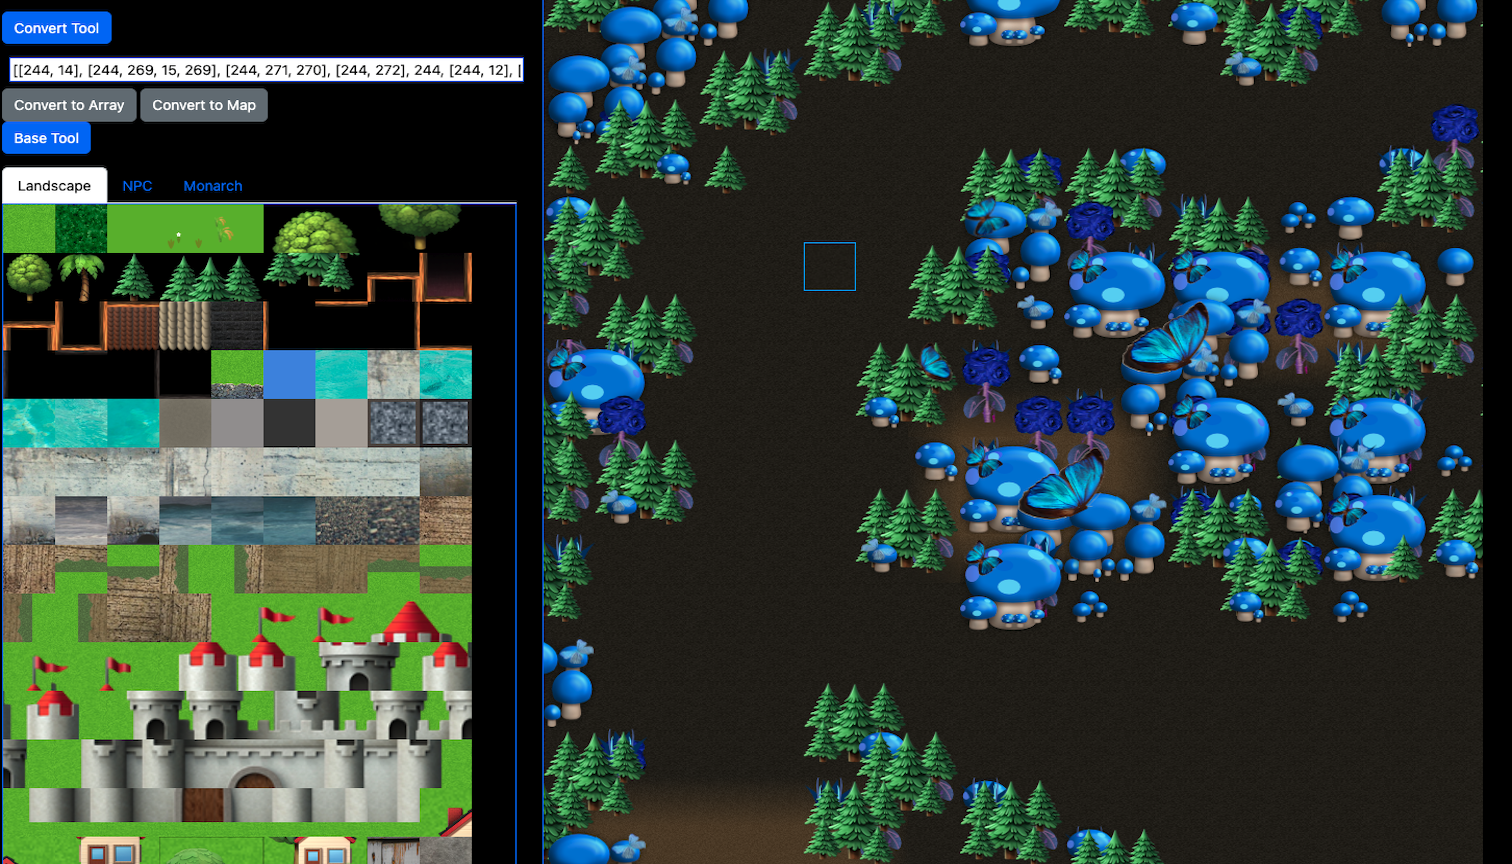 Convert Tool
[[244, 14], [244, 269, 15, 269], [244, 271, 270], [244, 272], 244, [244, 12], [
Convert to Array Convert to Map
Base Tool
Landscape NPC Monarch